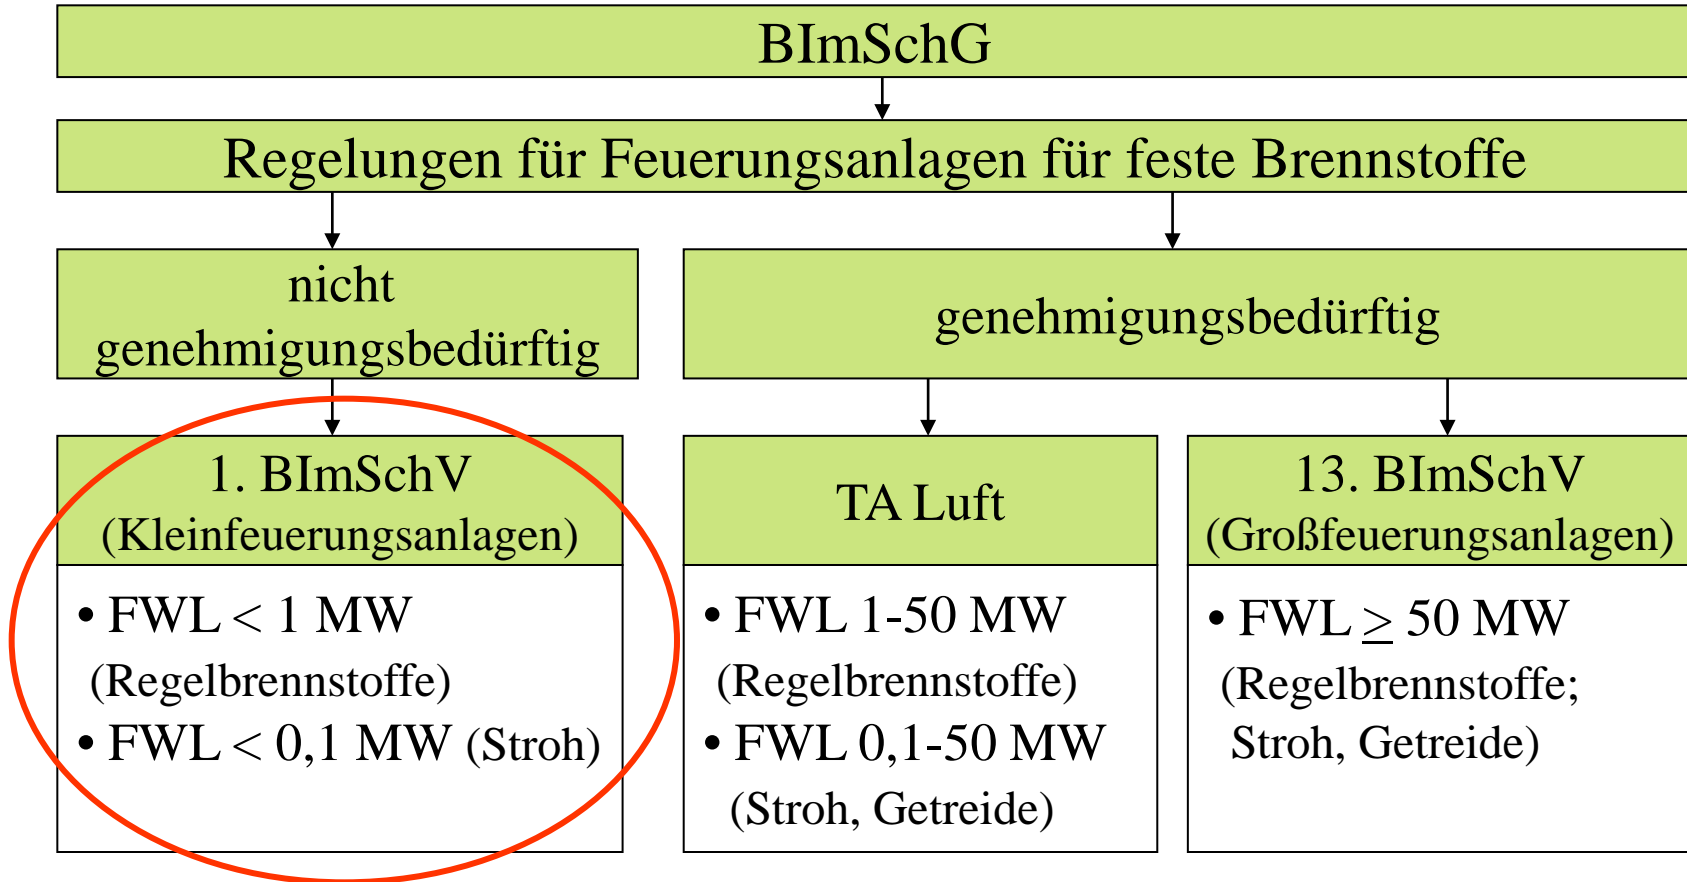 BImSchG
Regelungen für Feuerungsanlagen für feste Brennstoffe
nicht
genehmigungsbedürftig
genehmigungsbedürftig
1. BImSchV
(Kleinfeuerungsanlagen)
• FWL < 1 MW
(Regelbrennstoffe)
• FWL < 0,1 MW (Stroh)
TA Luft
• FWL 1-50 MW
(Regelbrennstoffe)
• FWL 0,1-50 MW
(Stroh, Getreide)
13. BImSchV
(Großfeuerungsanlagen)
• FWL ≥ 50 MW
(Regelbrennstoffe;
Stroh, Getreide)